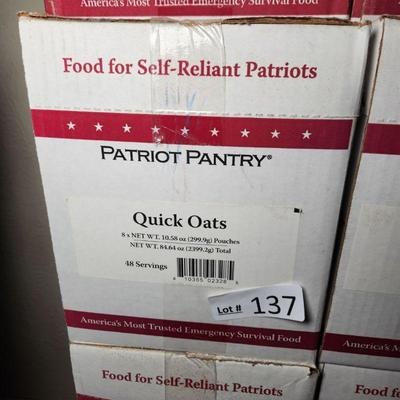 America's Most Trusted Emergency Survival Food
Food for Self-Reliant Patriots
PATRIOT PANTRY®
Quick Oats
8 x NET WT. 10.58 oz (299.9g) Pouches
NET WT. 84.64 oz (2399.2g) Total
48 Servings
10355 02328
Lot # 137
America's Most Trusted Emergency Survival Food
Food for Self-Reliant Patriots